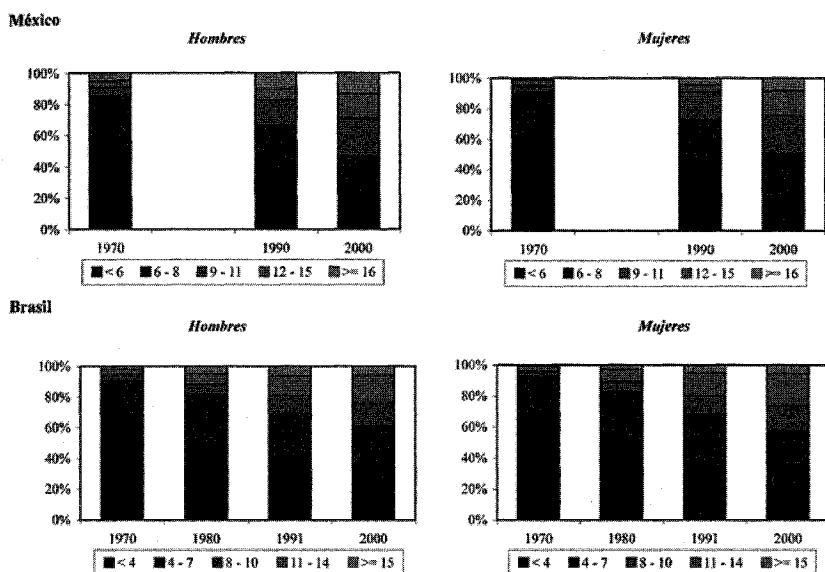 México
Hombres
Mujeres
100%
80%
60%
40%
20%
0%
1970
1990
2000
< 6
6 - 8
9 - 11
12 - 15
>= 16
100%
80%
60%
40%
20%
0%
1970
1990
2000
< 6
6 - 8
9 - 11
12 - 15
>= 16
Brasil
Hombres
Mujeres
100%
80%
60%
40%
20%
0%
1970
1980
1991
2000
< 4
4 - 7
8 - 10
11 - 14
>= 15
100%
80%
60%
40%
20%
0%
1970
1980
1991
2000
< 4
4 - 7
8 - 10
11 - 14
>= 15